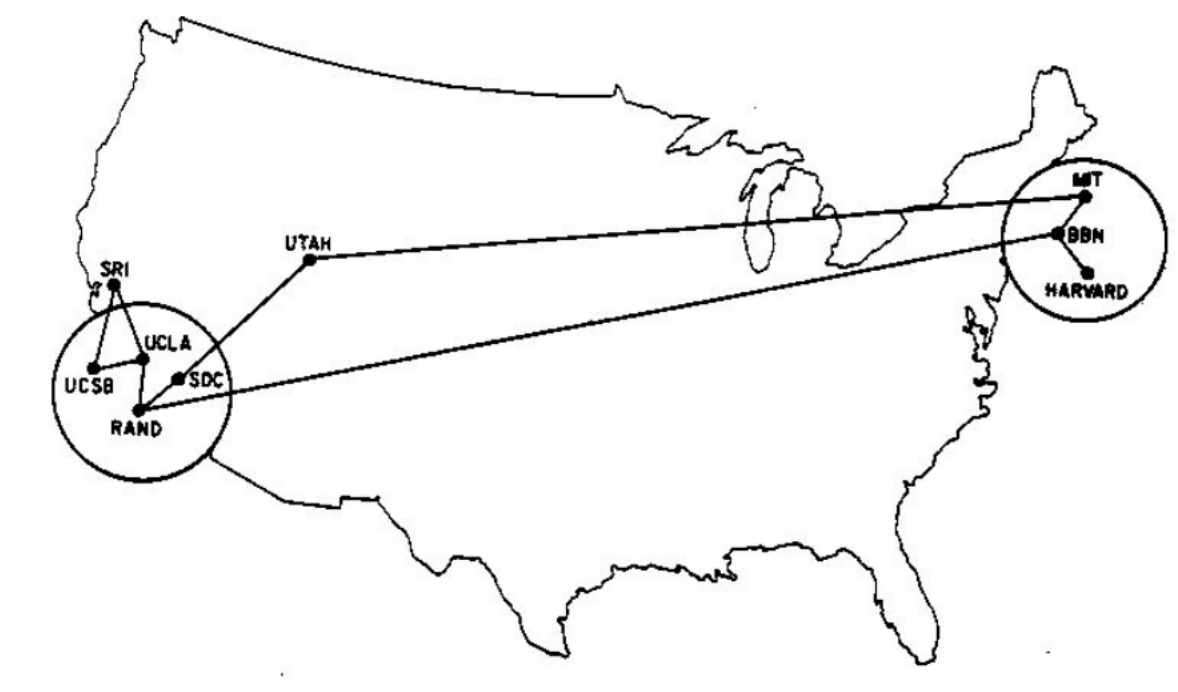 MIT
UTAH
BBN
SRI
HARVARD
UCLA
UCSB
SDC
RAND